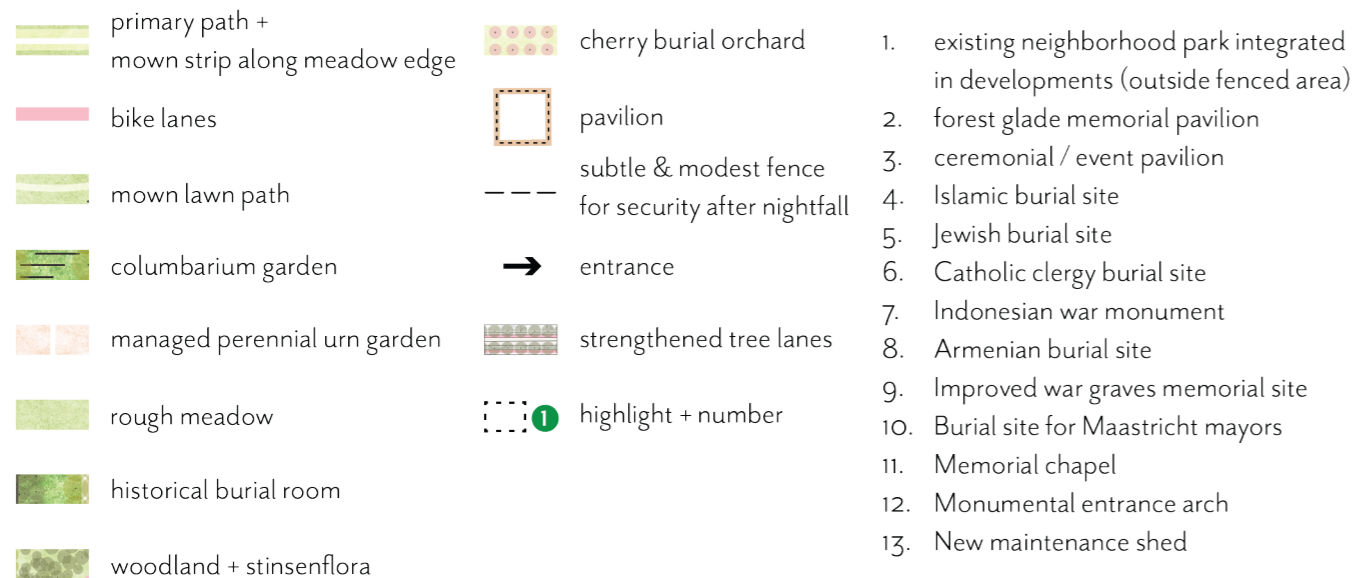 primary path +
mown strip along meadow edge
bike lanes
mown lawn path
columbarium garden
managed perennial urn garden
rough meadow
historical burial room
woodland + stinsenflora
cherry burial orchard
pavilion
subtle & modest fence
for security after nightfall
entrance
strengthened tree lanes
1 highlight + number
1. existing neighborhood park integrated
in developments (outside fenced area)
2. forest glade memorial pavilion
3. ceremonial / event pavilion
4. Islamic burial site
5. Jewish burial site
6. Catholic clergy burial site
7. Indonesian war monument
8. Armenian burial site
9. Improved war graves memorial site
10. Burial site for Maastricht mayors
11. Memorial chapel
12. Monumental entrance arch
13. New maintenance shed